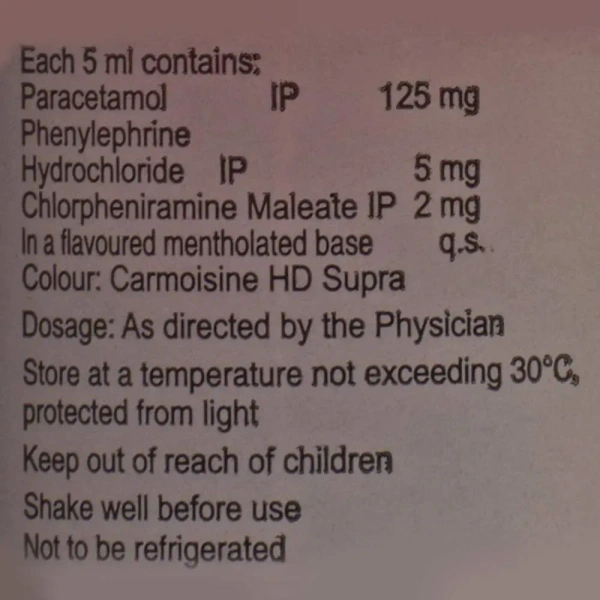 Each 5 ml contains:
Paracetamol IP 125 mg
Phenylephrine
Hydrochloride IP 5 mg
Chlorpheniramine Maleate IP 2 mg
In a flavoured mentholated base q.s.
Colour: Carmoisine HD Supra
Dosage: As directed by the Physician
Store at a temperature not exceeding 30°C,
protected from light
Keep out of reach of children
Shake well before use
Not to be refrigerated